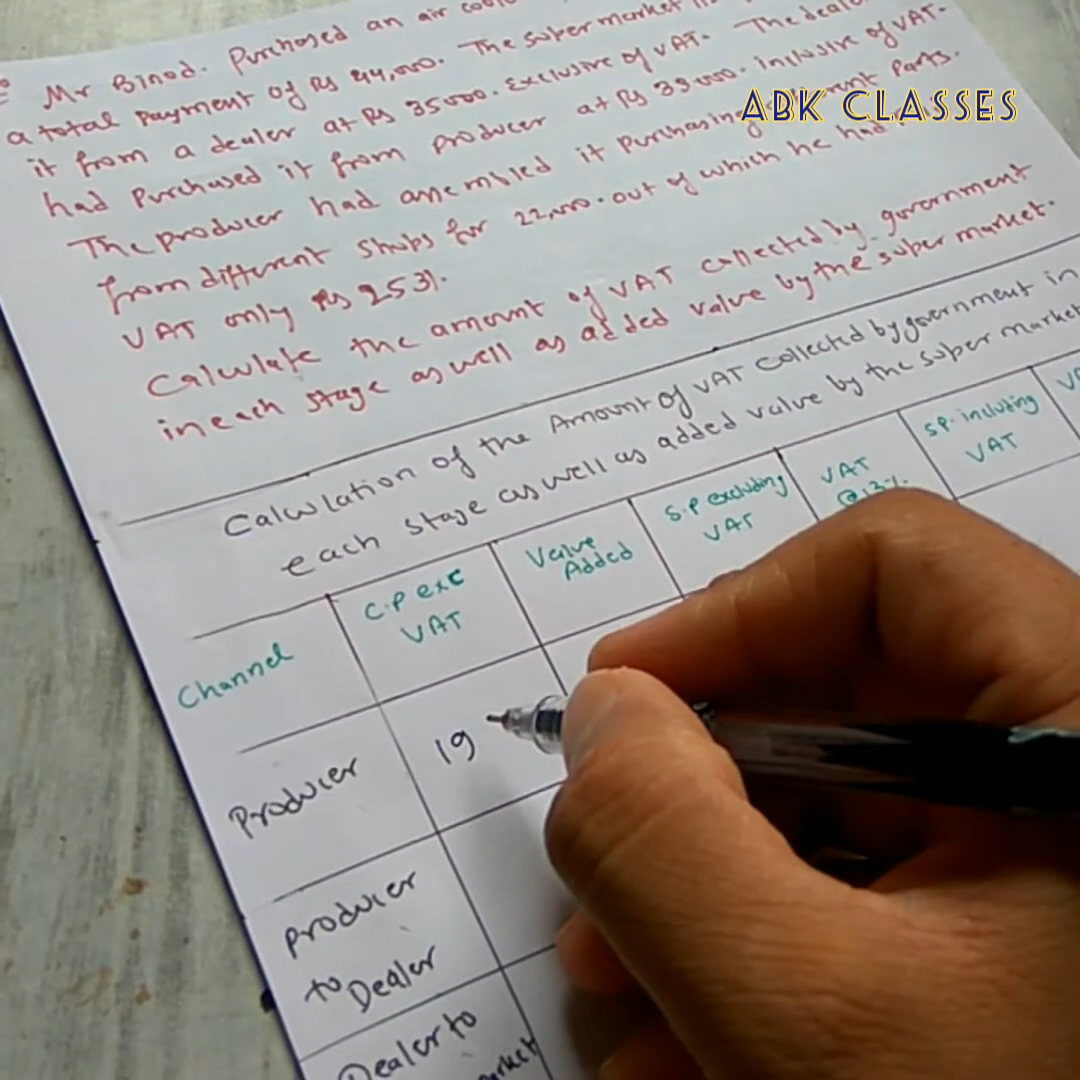 Mr Binod. Purchased an air
a total payment of Rs 44,000. The supermarket
it from a dealer at Rs 35000. Exclusive of VAT. The
had purchased it from producer at Rs 39000. inclusive of VAT.
The producer had assembled it purchasing parts.
from different shops for 22,000. out of which he had
VAT only Rs 2531.
Calculate the amount of VAT collected by government
in each stage as well as added value by the super market.
Calculation of the Amount of VAT collected by government in
each stage as well as added value by the super market
Channel
C.P exc VAT
Value Added
S.P excluding VAT
VAT @13%
S.P. including VAT
Producer
19
producer to Dealer
Dealer to
ABK CLASSES